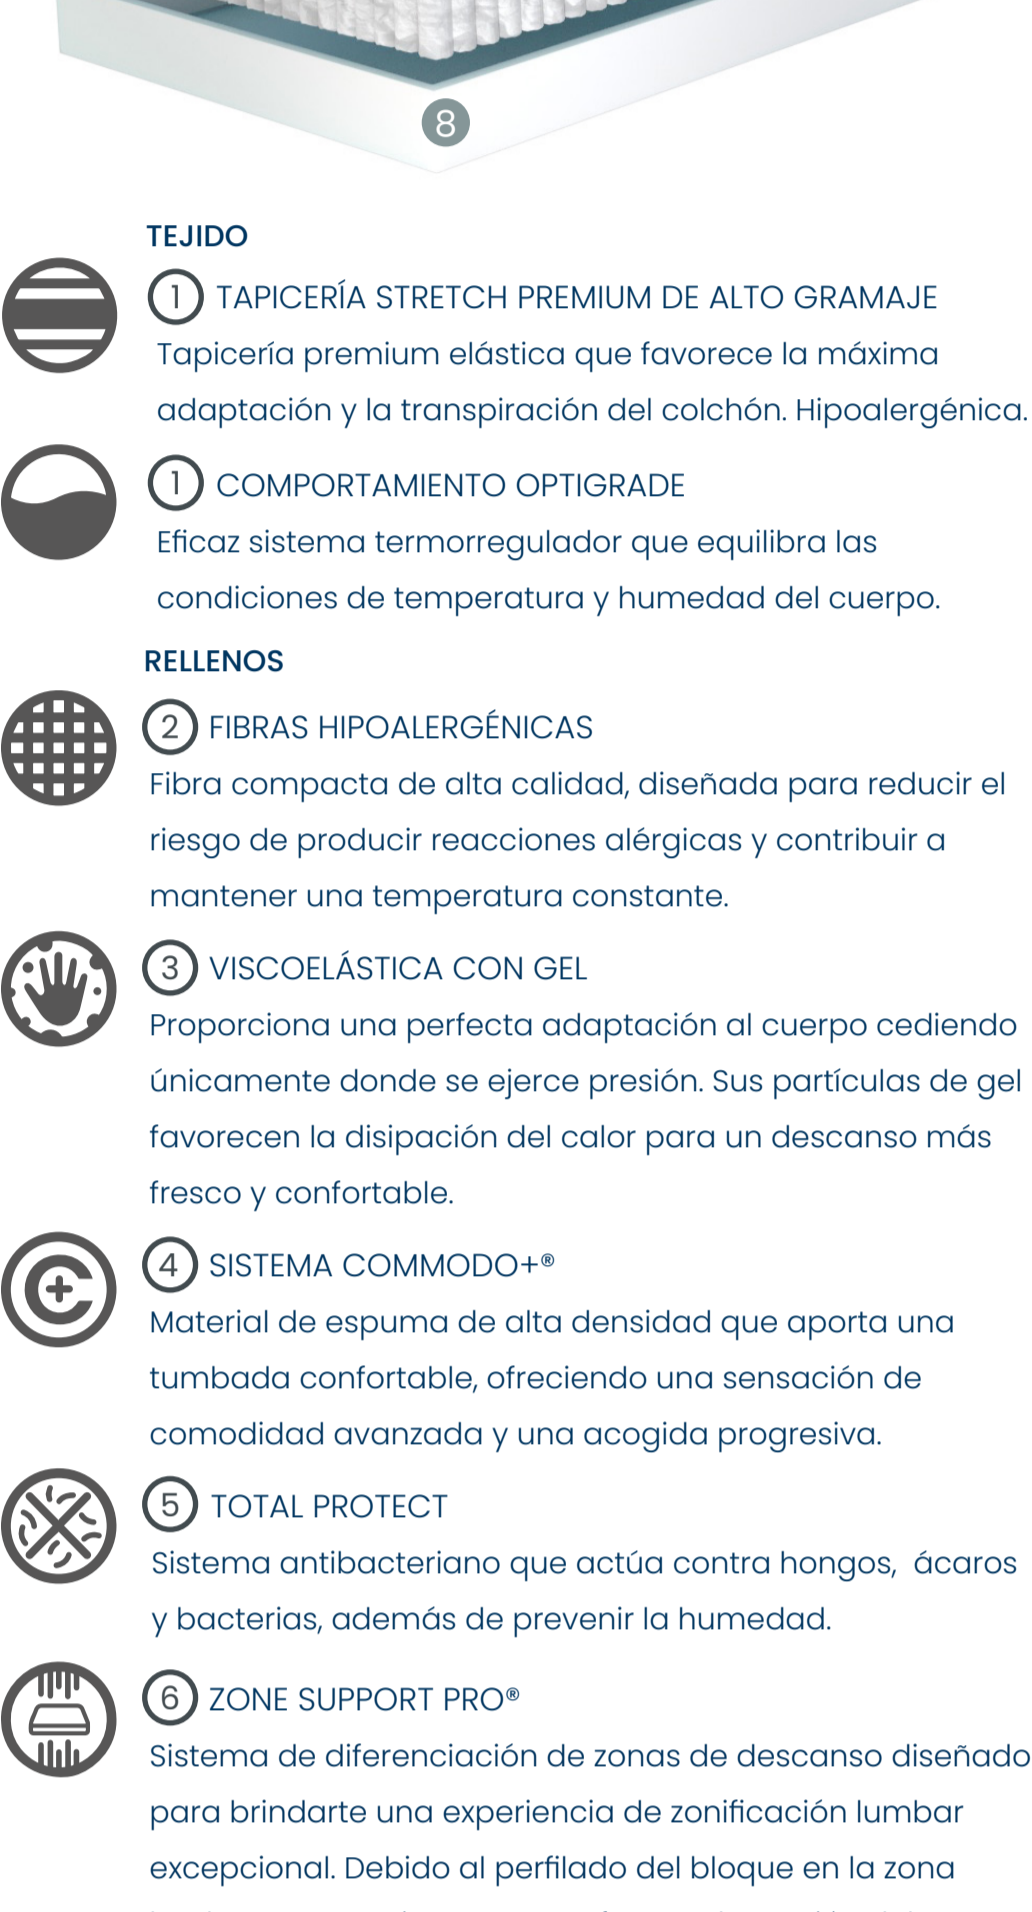 8
TEJIDO
1 TAPICERÍA STRETCH PREMIUM DE ALTO GRAMAJE
Tapicería premium elástica que favorece la máxima
adaptación y la transpiración del colchón. Hipoalergénica.
1 COMPORTAMIENTO OPTIGRADE
Eficaz sistema termorregulador que equilibra las
condiciones de temperatura y humedad del cuerpo.
RELLENOS
2 FIBRAS HIPOALERGÉNICAS
Fibra compacta de alta calidad, diseñada para reducir el
riesgo de producir reacciones alérgicas y contribuir a
mantener una temperatura constante.
3 VISCOELÁSTICA CON GEL
Proporciona una perfecta adaptación al cuerpo cediendo
únicamente donde se ejerce presión. Sus partículas de gel
favorecen la disipación del calor para un descanso más
fresco y confortable.
4 SISTEMA COMMODO+®
Material de espuma de alta densidad que aporta una
tumbada confortable, ofreciendo una sensación de
comodidad avanzada y una acogida progresiva.
5 TOTAL PROTECT
Sistema antibacteriano que actúa contra hongos, ácaros
y bacterias, además de prevenir la humedad.
6 ZONE SUPPORT PRO®
Sistema de diferenciación de zonas de descanso diseñado
para brindarte una experiencia de zonificación lumbar
excepcional. Debido al perfilado del bloque en la zona